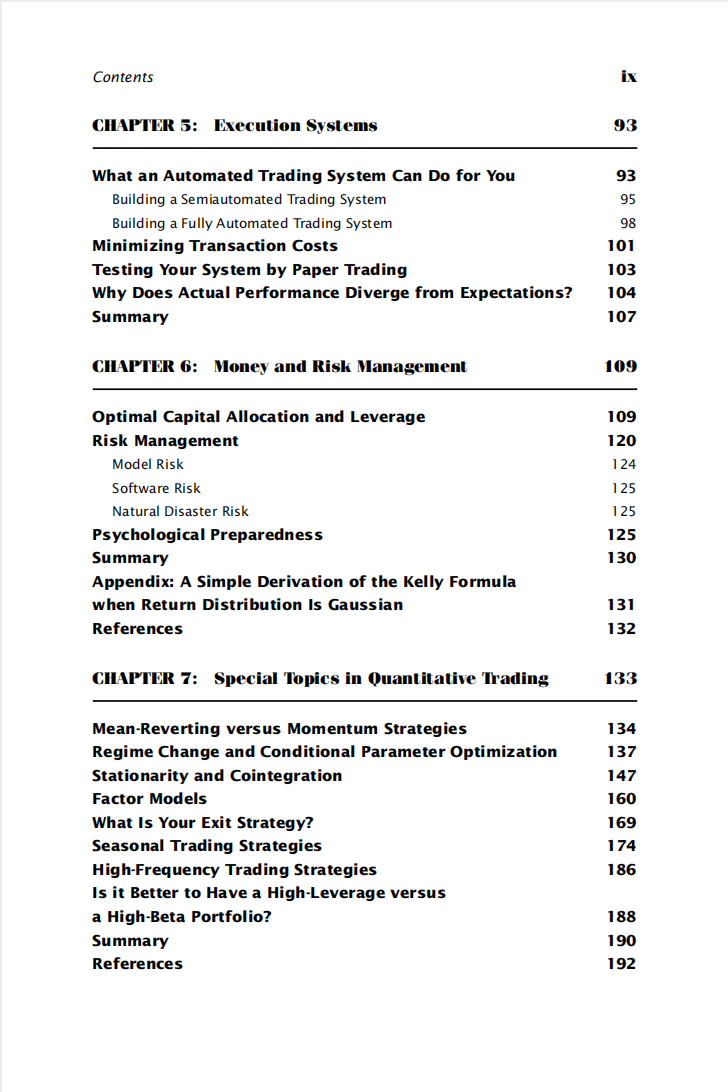 Contents ix
CHAPTER 5: Execution Systems 93
What an Automated Trading System Can Do for You 93
Building a Semiautomated Trading System 95
Building a Fully Automated Trading System 98
Minimizing Transaction Costs 101
Testing Your System by Paper Trading 103
Why Does Actual Performance Diverge from Expectations? 104
Summary 107
CHAPTER 6: Money and Risk Management 109
Optimal Capital Allocation and Leverage 109
Risk Management 120
Model Risk 124
Software Risk 125
Natural Disaster Risk 125
Psychological Preparedness 125
Summary 130
Appendix: A Simple Derivation of the Kelly Formula
when Return Distribution Is Gaussian 131
References 132
CHAPTER 7: Special Topics in Quantitative Trading 133
Mean-Reverting versus Momentum Strategies 134
Regime Change and Conditional Parameter Optimization 137
Stationarity and Cointegration 147
Factor Models 160
What Is Your Exit Strategy? 169
Seasonal Trading Strategies 174
High-Frequency Trading Strategies 186
Is it Better to Have a High-Leverage versus
a High-Beta Portfolio? 188
Summary 190
References 192